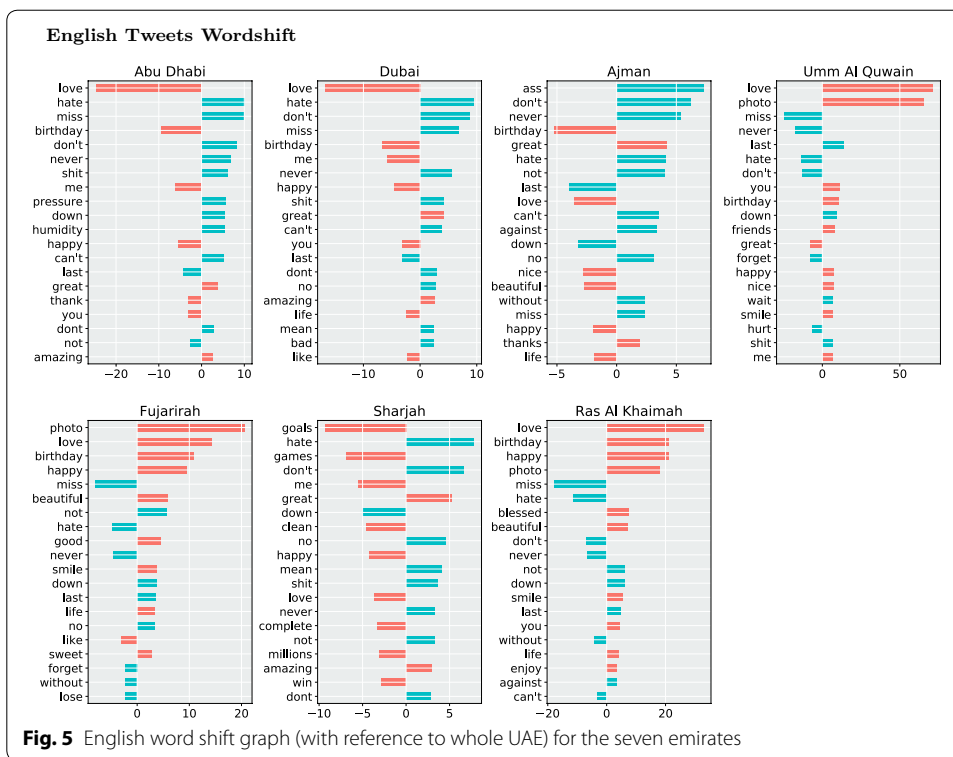 English Tweets Wordshift
Abu Dhabi
love
hate
miss
birthday
don't
never
shit
me
pressure
down
humidity
happy
can't
last
great
thank
you
dont
not
amazing
−20 −10 0 10
Dubai
love
hate
don't
miss
birthday
me
never
happy
shit
great
can't
you
last
dont
no
amazing
life
mean
bad
like
−10 0 10
Ajman
ass
don't
never
birthday
great
hate
not
last
love
can't
against
down
no
nice
beautiful
without
miss
happy
thanks
life
−5 0 5
Umm Al Quwain
love
photo
miss
never
last
hate
don't
you
birthday
down
friends
great
forget
happy
nice
wait
smile
hurt
shit
me
0 50
Fujarirah
photo
love
birthday
happy
miss
beautiful
not
hate
good
never
smile
down
last
life
no
like
sweet
forget
without
lose
0 10 20
Sharjah
goals
hate
games
don't
me
great
down
clean
no
happy
mean
shit
love
never
complete
not
millions
amazing
win
dont
−10 −5 0 5
Ras Al Khaimah
love
birthday
happy
photo
miss
hate
blessed
beautiful
don't
never
not
down
smile
last
you
without
life
enjoy
against
can't
−20 0 20
Fig. 5 English word shift graph (with reference to whole UAE) for the seven emirates